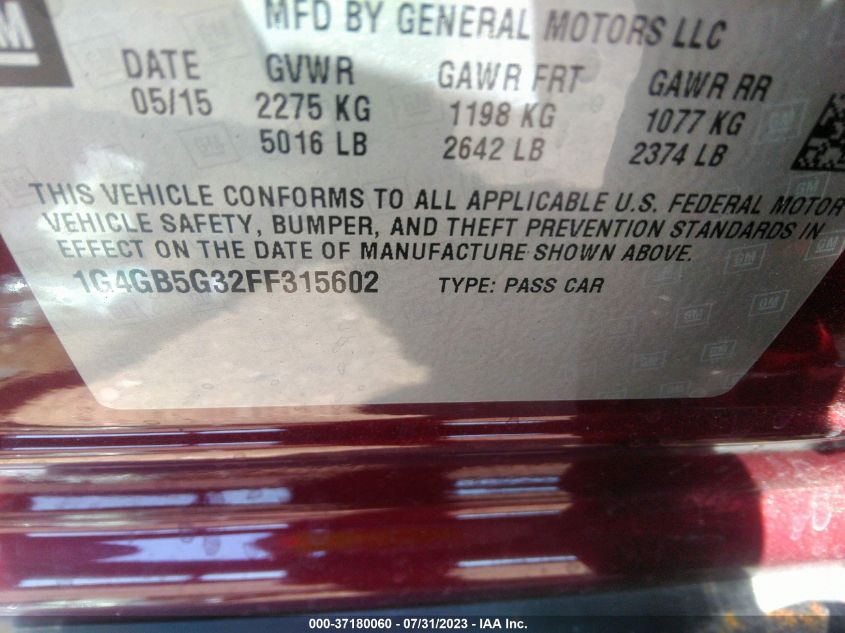 GM
MFD BY GENERAL MOTORS LLC
DATE GVWR GAWR FRT GAWR RR
05/15 2275 KG 1198 KG 1077 KG
5016 LB 2642 LB 2374 LB
THIS VEHICLE CONFORMS TO ALL APPLICABLE U.S. FEDERAL MOTOR
VEHICLE SAFETY, BUMPER, AND THEFT PREVENTION STANDARDS IN
EFFECT ON THE DATE OF MANUFACTURE SHOWN ABOVE.
1G4GB5G32FF315602 TYPE: PASS CAR
000-37180060 - 07/31/2023 - IAA Inc.